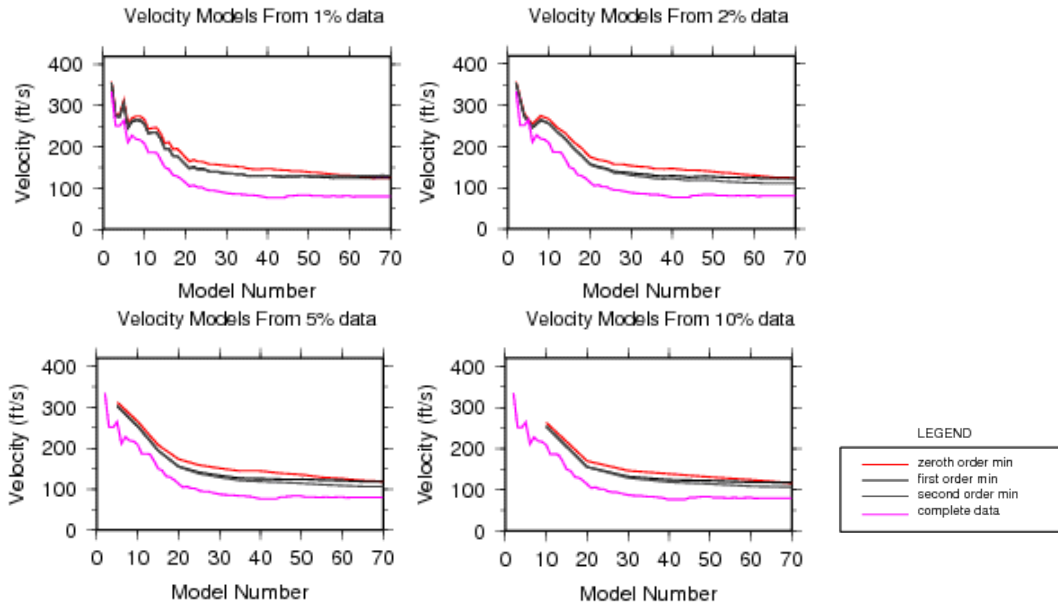 Velocity Models From 1% data
Velocity (ft/s)
400
300
200
100
0
0 10 20 30 40 50 60 70
Model Number
Velocity Models From 2% data
Velocity (ft/s)
400
300
200
100
0
0 10 20 30 40 50 60 70
Model Number
Velocity Models From 5% data
Velocity (ft/s)
400
300
200
100
0
0 10 20 30 40 50 60 70
Model Number
Velocity Models From 10% data
Velocity (ft/s)
400
300
200
100
0
0 10 20 30 40 50 60 70
Model Number
LEGEND
zeroth order min
first order min
second order min
complete data